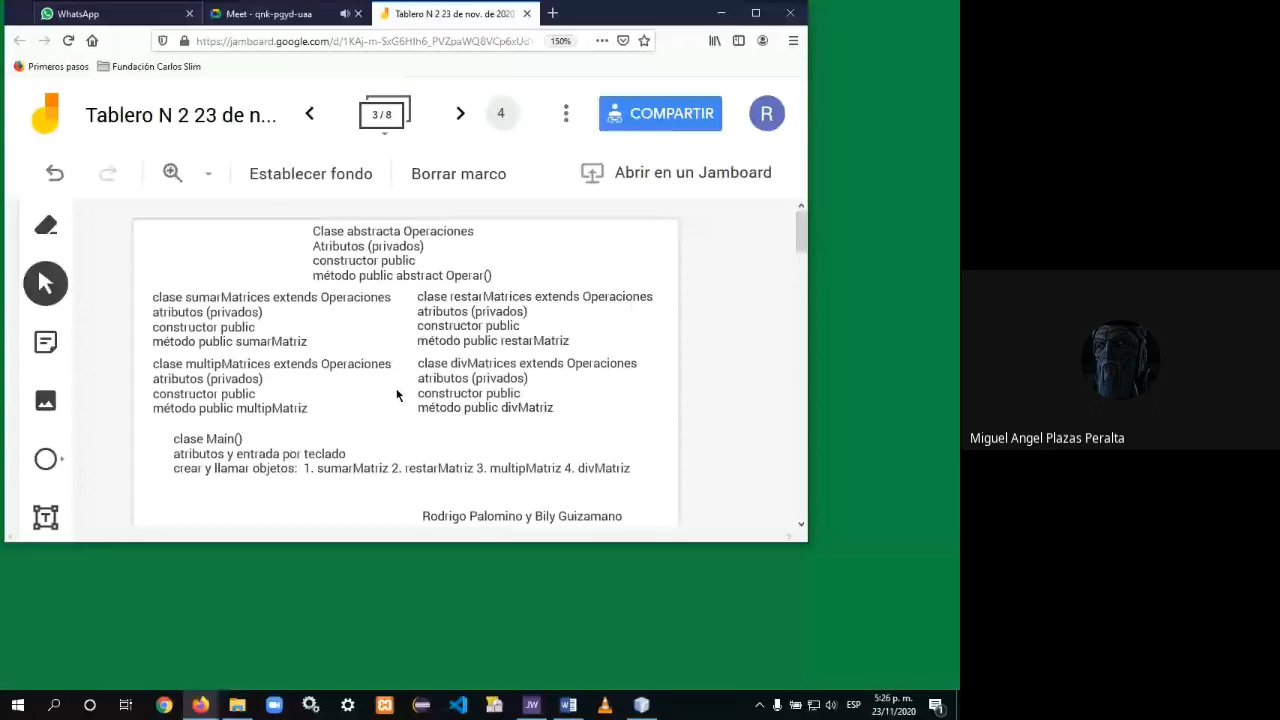 WhatsApp
Meet - qnk-pgyd-uaa
Tablero N 2 23 de nov. de 2020
150%
Primeros pasos
Fundación Carlos Slim
Tablero N 2 23 de n...
3 / 8
4
COMPARTIR
R
Establecer fondo
Borrar marco
Abrir en un Jamboard
Clase abstracta Operaciones
Atributos (privados)
constructor public
método public abstract Operar()
clase sumarMatrices extends Operaciones
atributos (privados)
constructor public
método public sumarMatriz
clase restarMatrices extends Operaciones
atributos (privados)
constructor public
método public restarMatriz
clase multipMatrices extends Operaciones
atributos (privados)
constructor public
método public multipMatriz
clase divMatrices extends Operaciones
atributos (privados)
constructor public
método public divMatriz
clase Main()
atributos y entrada por teclado
crear y llamar objetos: 1. sumarMatriz 2. restarMatriz 3. multipMatriz 4. divMatriz
Rodrigo Palomino y Bily Guizamano
Miguel Angel Plazas Peralta
ESP
5:26 p. m.
23/11/2020